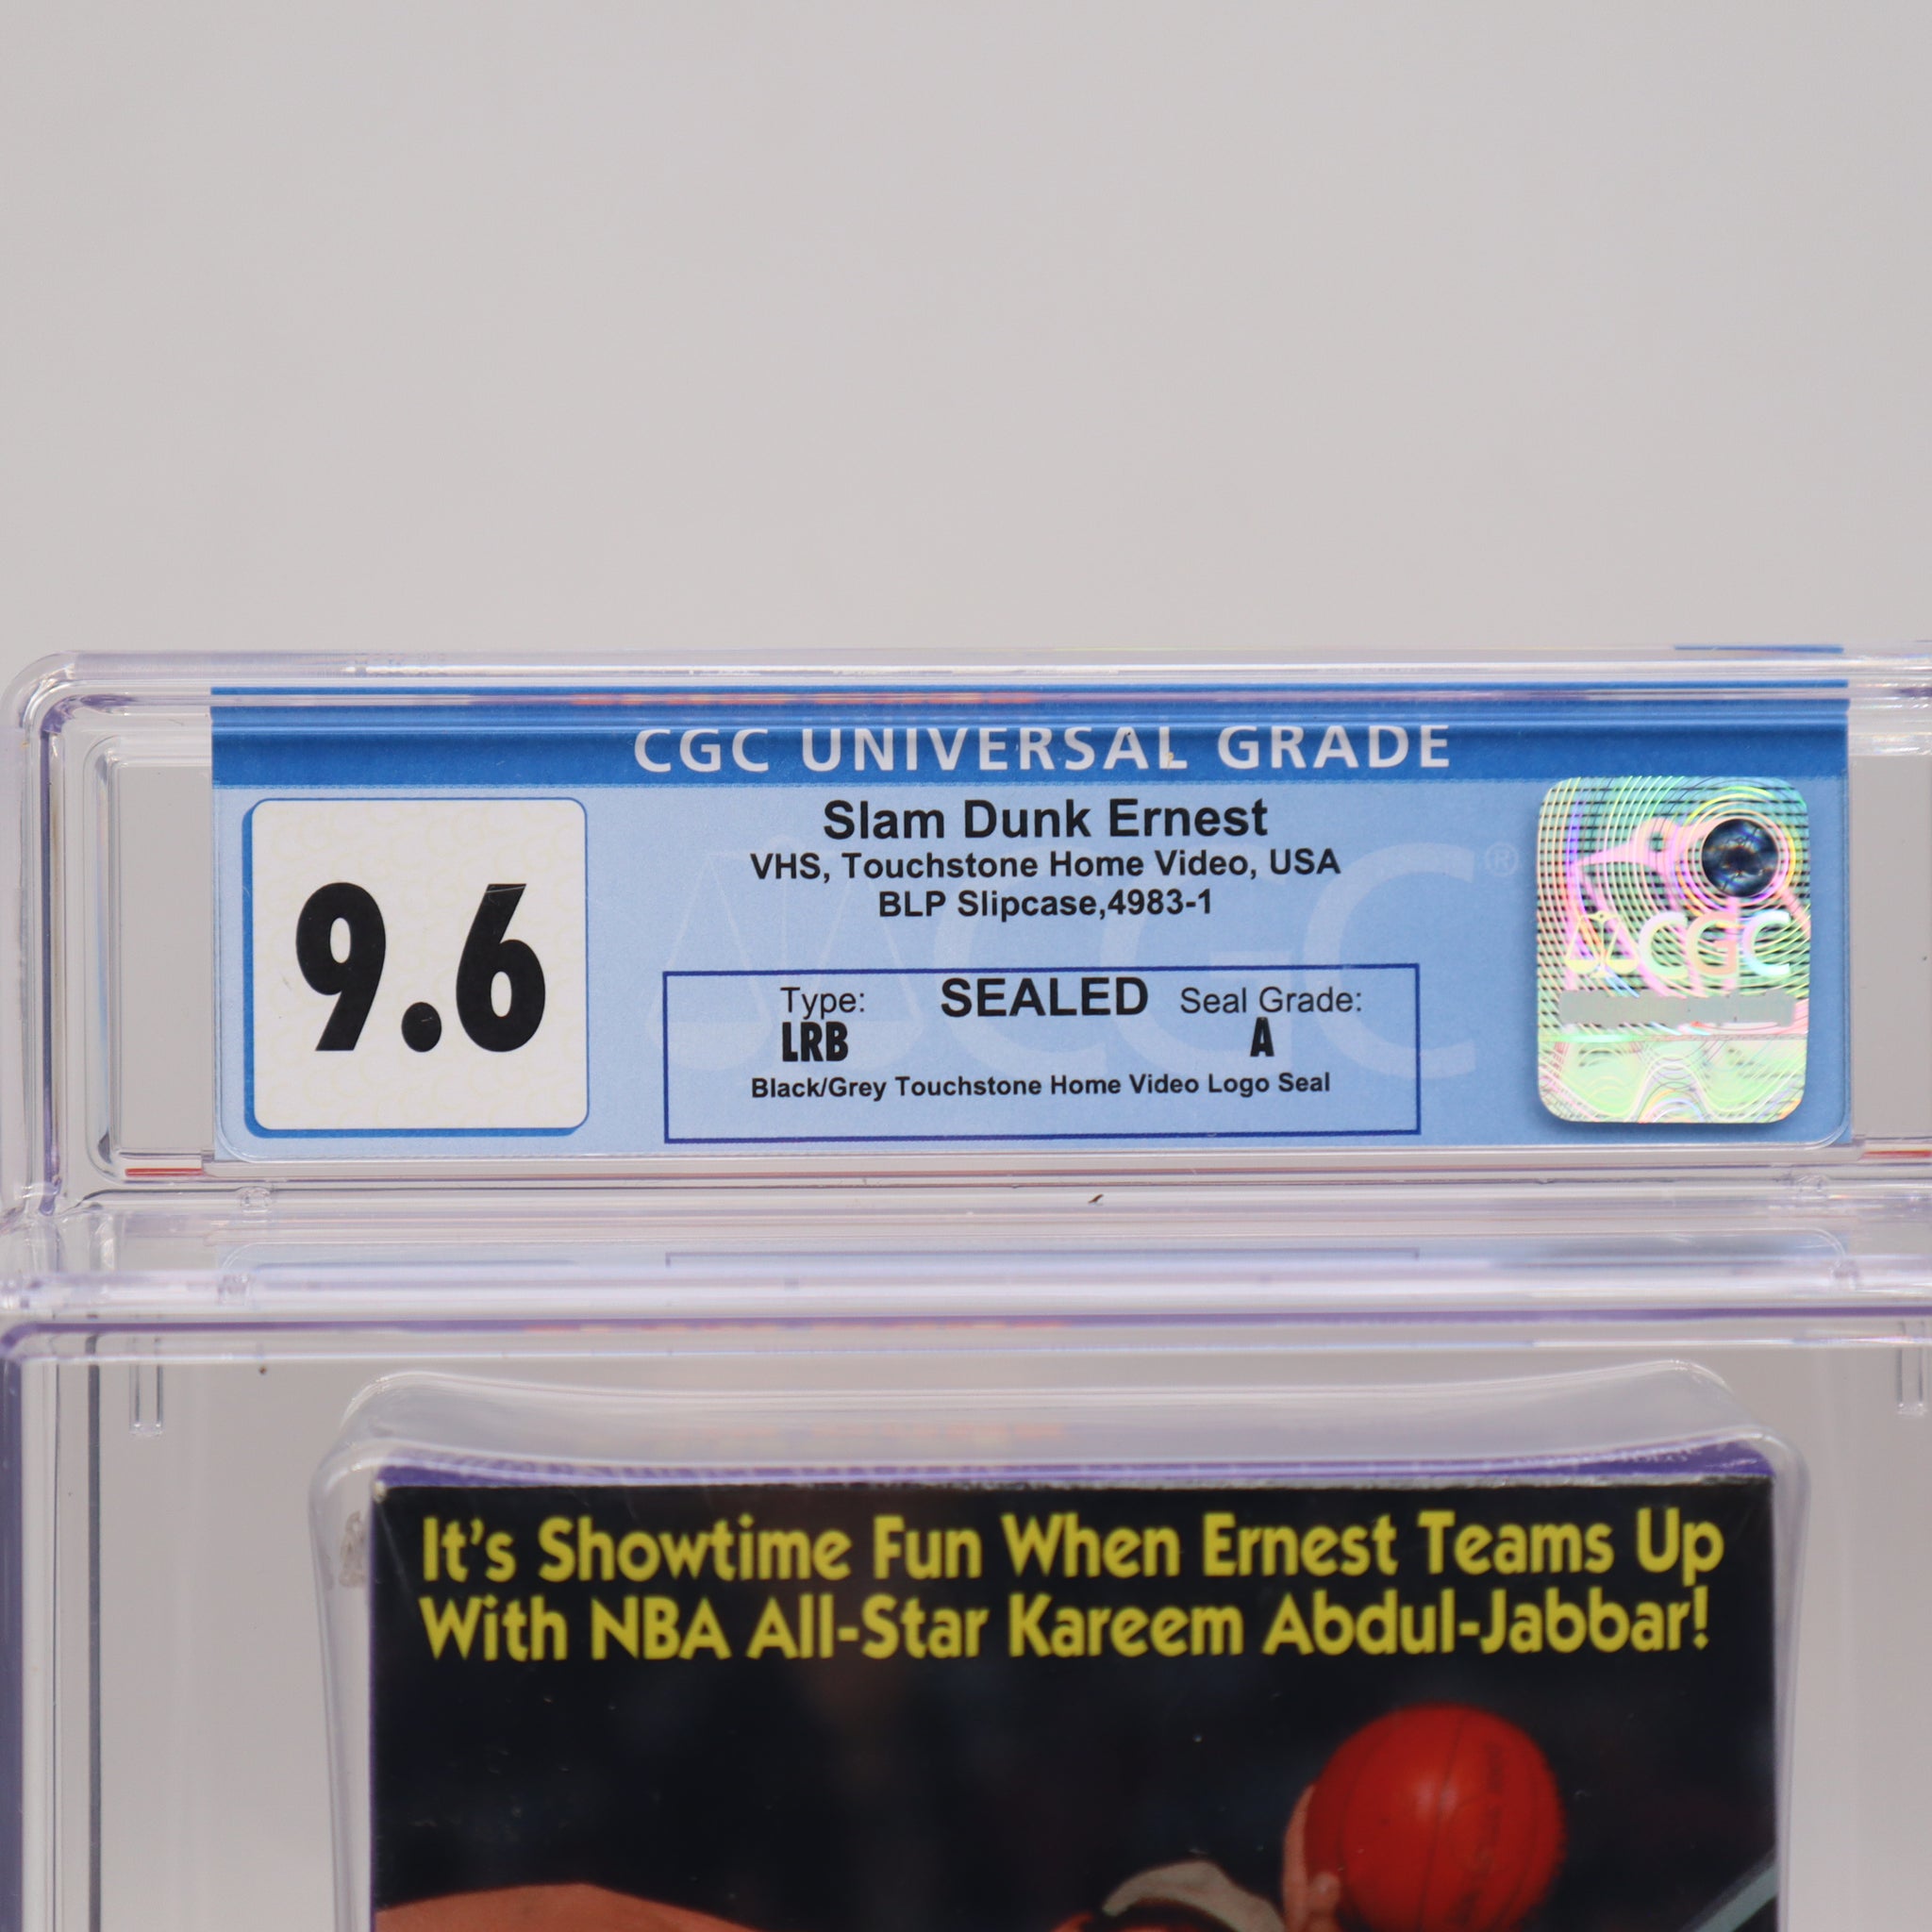 CGC UNIVERSAL GRADE
9.6
Slam Dunk Ernest
VHS, Touchstone Home Video, USA
BLP Slipcase,4983-1
CGC®
Type: SEALED Seal Grade:
LRB A
Black/Grey Touchstone Home Video Logo Seal
CGC
It's Showtime Fun When Ernest Teams Up
With NBA All-Star Kareem Abdul-Jabbar!